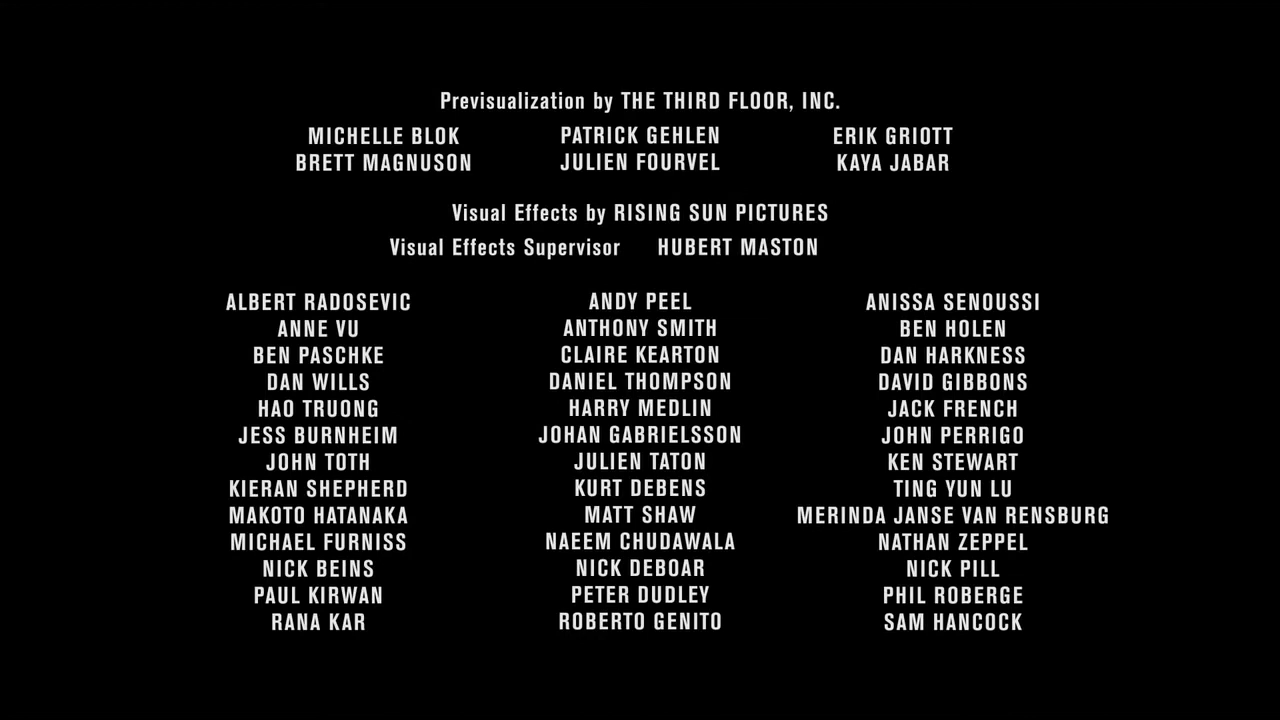 Previsualization by THE THIRD FLOOR, INC.
MICHELLE BLOK PATRICK GEHLEN ERIK GRIOTT
BRETT MAGNUSON JULIEN FOURVEL KAYA JABAR
Visual Effects by RISING SUN PICTURES
Visual Effects Supervisor HUBERT MASTON
ALBERT RADOSEVIC ANDY PEEL ANISSA SENOUSSI
ANNE VU ANTHONY SMITH BEN HOLEN
BEN PASCHKE CLAIRE KEARTON DAN HARKNESS
DAN WILLS DANIEL THOMPSON DAVID GIBBONS
HAO TRUONG HARRY MEDLIN JACK FRENCH
JESS BURNHEIM JOHAN GABRIELSSON JOHN PERRIGO
JOHN TOTH JULIEN TATON KEN STEWART
KIERAN SHEPHERD KURT DEBENS TING YUN LU
MAKOTO HATANAKA MATT SHAW MERINDA JANSE VAN RENSBURG
MICHAEL FURNISS NAEEM CHUDAWALA NATHAN ZEPPEL
NICK BEINS NICK DEBOAR NICK PILL
PAUL KIRWAN PETER DUDLEY PHIL ROBERGE
RANA KAR ROBERTO GENITO SAM HANCOCK